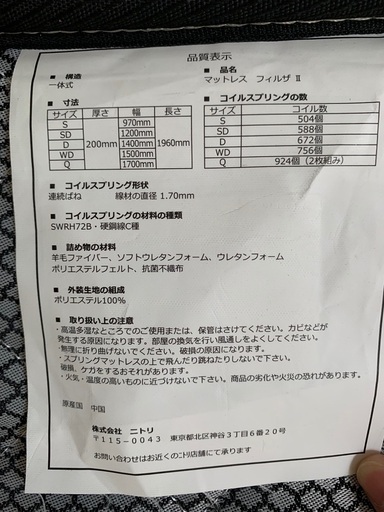 品質表示
■ 構造
一体式
■ 品名
マットレス　フィルザ Ⅱ
■ 寸法
サイズ 厚さ 幅 長さ
S 200mm 970mm 1960mm
SD 1200mm
D 1400mm
WD 1500mm
Q 1700mm
■ コイルスプリングの数
サイズ コイル数
S 504個
SD 588個
D 672個
WD 756個
Q 924個（2枚組み）
■ コイルスプリング形状
連続ばね　　線材の直径 1.70mm
■ コイルスプリングの材料の種類
SWRH72B・硬鋼線C種
■ 詰め物の材料
羊毛ファイバー、ソフトウレタンフォーム、ウレタンフォーム
ポリエステルフェルト、抗菌不織布
■ 外装生地の組成
ポリエステル100%
■ 取り扱い上の注意
・高温多湿なところでのご使用または、保管はさけてください。カビなどが
発生する原因になります。部屋の換気を行い風通しをよくしてください。
・無理に折り曲げないでください。破損の原因になります。
・スプリングマットレスの上で飛んだり跳ねたりしないで下さい。
破損、ケガをするおそれがあります。
・火気・温度の高いものに近づけないで下さい。商品の劣化や火災の恐れがあります。
原産国　中国
株式会社　ニトリ
〒１１５－００４３　東京都北区神谷３丁目６番２０号
お問い合わせはお近くのﾆﾄﾘ店舗にて承ります